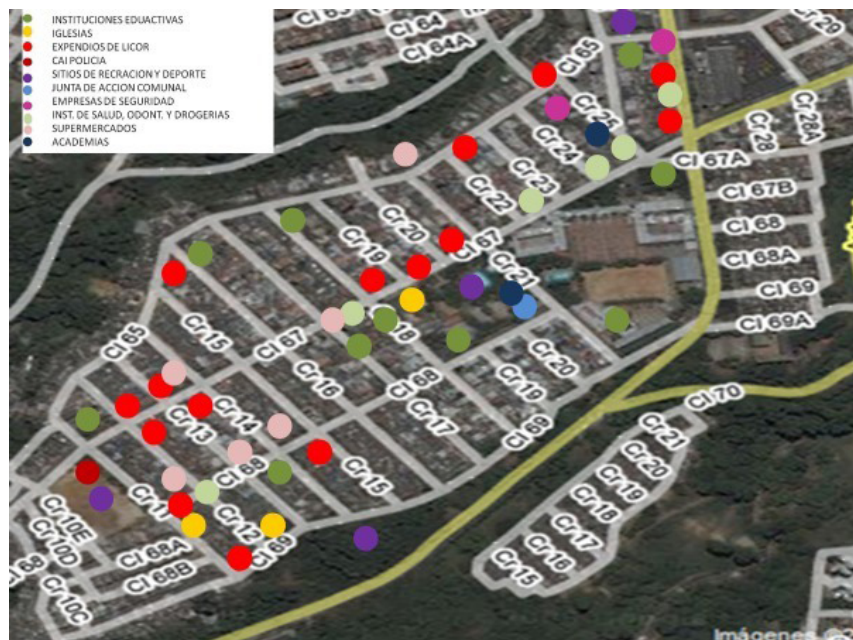 INSTITUCIONES EDUACTIVAS
IGLESIAS
EXPENDIOS DE LICOR
CAI POLICIA
SITIOS DE RECRACION Y DEPORTE
JUNTA DE ACCION COMUNAL
EMPRESAS DE SEGURIDAD
INST. DE SALUD, ODONT. Y DROGERIAS
SUPERMERCADOS
ACADEMIAS
Cl 64
Cl 64A
Cl 65
Cr 29
Cr 28A
Cr 28
Cr 25
Cr 24
Cr 23
Cr 22
Cl 67A
Cl 67B
Cl 68
Cl 68A
Cl 69
Cl 69A
Cr 20
Cr 19
Cl 67
Cr 21
Cl 65
Cr 15
Cl 67
Cr 16
18
Cl 68
Cr 20
Cr 19
Cr 17
Cl 69
Cl 70
Cr 14
Cr 13
Cl 68
Cr 15
Cr 21
Cr 20
Cr 19
Cr 18
Cr 17
Cr 16
Cr 15
Cr 11
Cr 12
Cl 69
Cr 10E
Cr 10D
Cl 68A
Cl 68B
Cl 68
Cr 10C
Imágenes